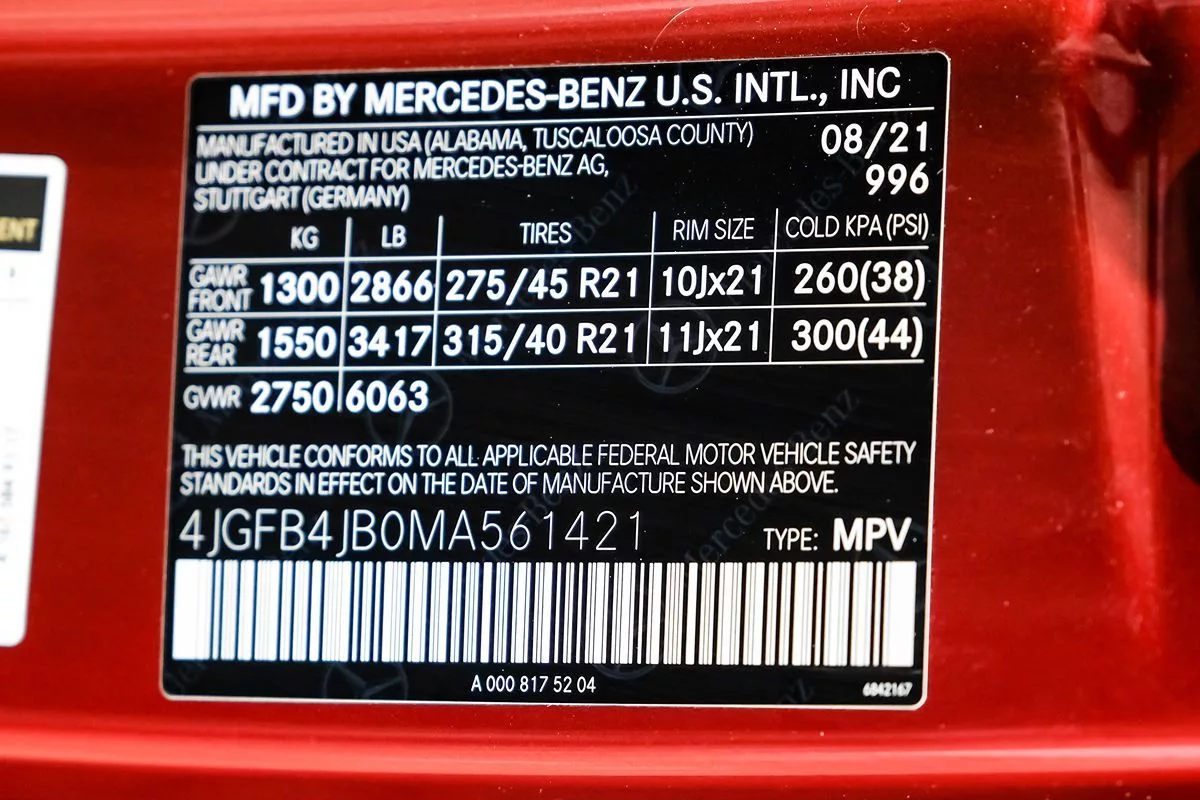 MFD BY MERCEDES-BENZ U.S. INTL., INC
MANUFACTURED IN USA (ALABAMA, TUSCALOOSA COUNTY) 08/21
UNDER CONTRACT FOR MERCEDES-BENZ AG, 996
STUTTGART (GERMANY)
KG LB TIRES RIM SIZE COLD KPA (PSI)
GAWR FRONT 1300 2866 275/45 R21 10Jx21 260(38)
GAWR REAR 1550 3417 315/40 R21 11Jx21 300(44)
GVWR 2750 6063
THIS VEHICLE CONFORMS TO ALL APPLICABLE FEDERAL MOTOR VEHICLE SAFETY
STANDARDS IN EFFECT ON THE DATE OF MANUFACTURE SHOWN ABOVE.
4JGFB4JB0MA561421 TYPE: MPV
A 000 817 52 04 6842167